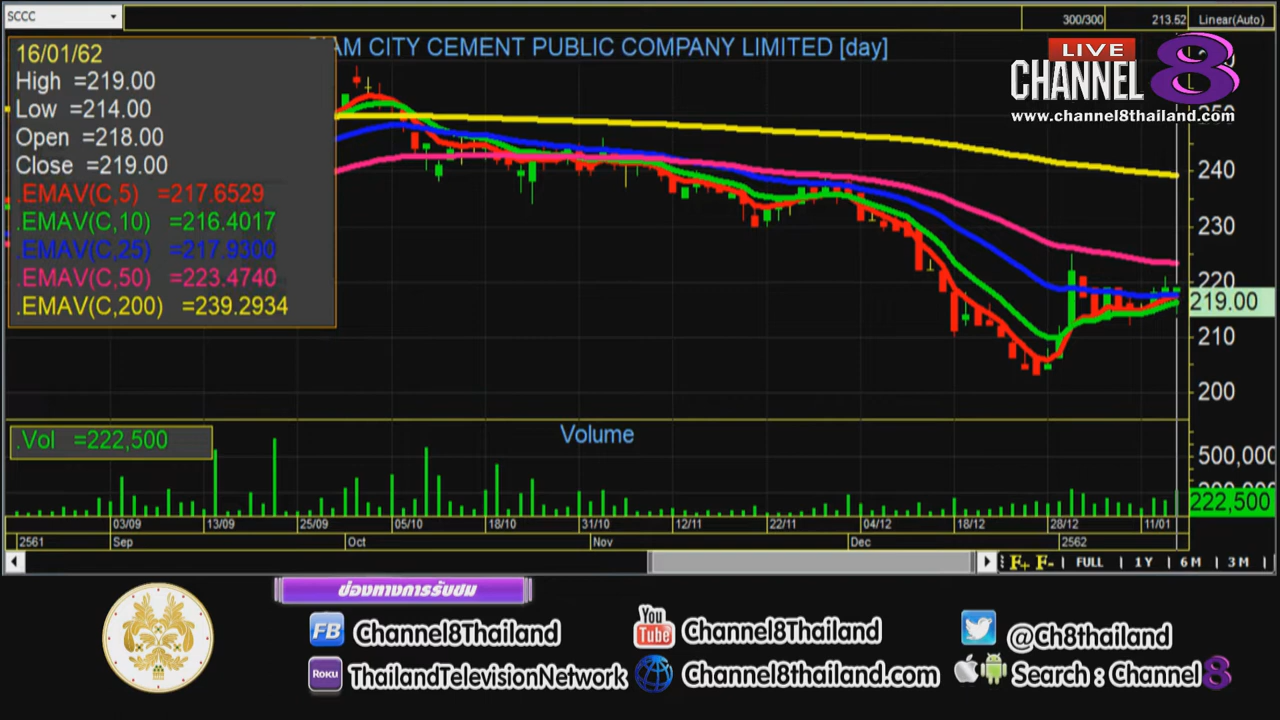 SCCC
300/300
213.52
Linear(Auto)
16/01/62
High =219.00
Low =214.00
Open =218.00
Close =219.00
.EMAV(C,5) =217.6529
.EMAV(C,10) =216.4017
.EMAV(C,25) =217.9300
.EMAV(C,50) =223.4740
.EMAV(C,200) =239.2934
AM CITY CEMENT PUBLIC COMPANY LIMITED [day]
LIVE
CHANNEL 8
www.channel8thailand.com
240
230
220
219.00
210
200
.Vol =222,500
Volume
500,000
222,500
03/09 13/09 25/09 05/10 18/10 31/10 12/11 22/11 04/12 18/12 28/12 11/01
2561 Sep Oct Nov Dec 2562
F+ F- FULL 1Y 6M 3M
ช่องทางการรับชม
FB Channel8Thailand
You Tube Channel8Thailand
@Ch8thailand
ROKU ThailandTelevisionNetwork
Channel8thailand.com
Search : Channel 8